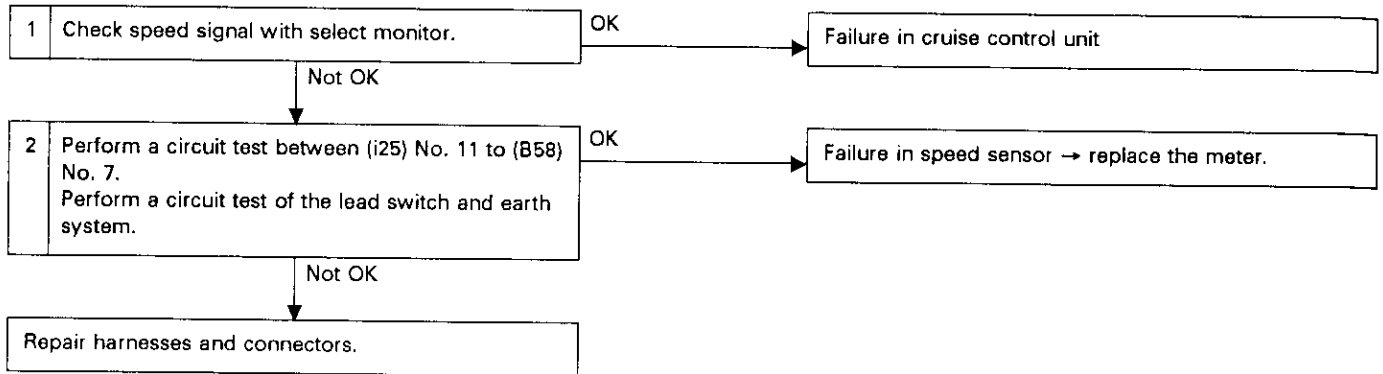 1 Check speed signal with select monitor.
OK
Failure in cruise control unit
Not OK
2 Perform a circuit test between (i25) No. 11 to (B58)
No. 7.
Perform a circuit test of the lead switch and earth
system.
OK
Failure in speed sensor → replace the meter.
Not OK
Repair harnesses and connectors.